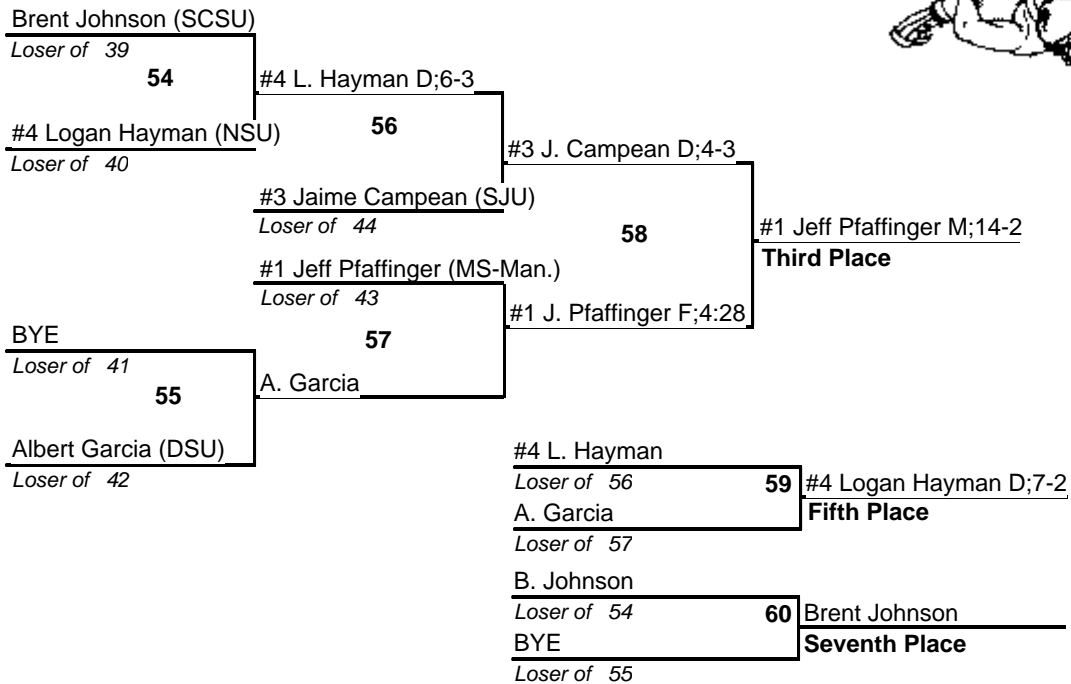 Brent Johnson (SCSU)
Loser of 39
54
#4 L. Hayman D;6-3
#4 Logan Hayman (NSU)
Loser of 40
56
#3 J. Campean D;4-3
#3 Jaime Campean (SJU)
Loser of 44
58
#1 Jeff Pfaffinger M;14-2
Third Place
#1 Jeff Pfaffinger (MS-Man.)
Loser of 43
#1 J. Pfaffinger F;4:28
BYE
Loser of 41
57
55
A. Garcia
Albert Garcia (DSU)
Loser of 42
#4 L. Hayman
Loser of 56
59
#4 Logan Hayman D;7-2
A. Garcia
Fifth Place
Loser of 57
B. Johnson
Loser of 54
60
Brent Johnson
BYE
Seventh Place
Loser of 55